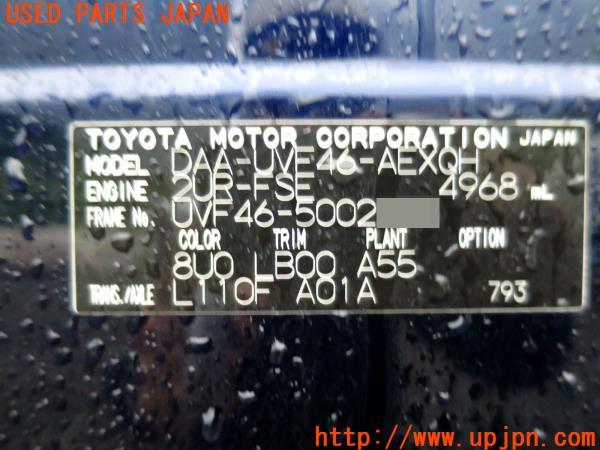 USED PARTS JAPAN
TOYOTA MOTOR CORPORATION JAPAN
MODEL DAA-UVF46-AEXQH
ENGINE 2UR-FSE 4968 mL
FRAME No. UVF46-5002
COLOR TRIM PLANT OPTION
8U0 LB00 A55
TRANS./AXLE L110F A01A 793
http://www.upjpn.com